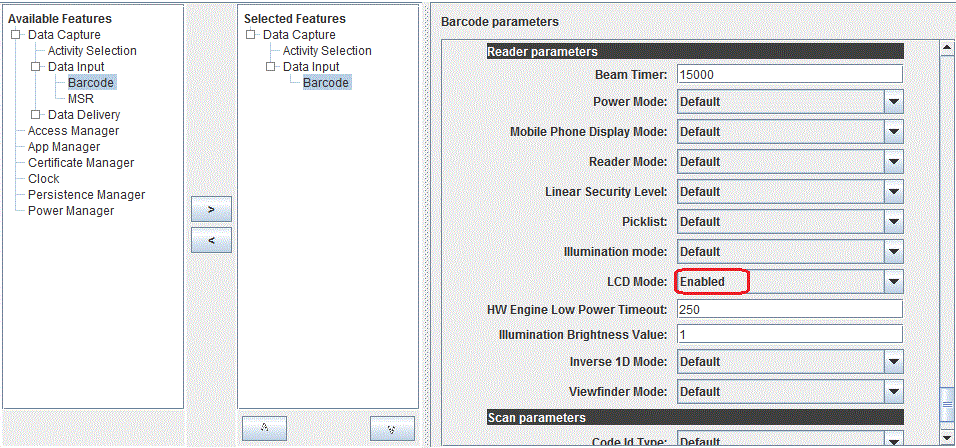 Available Features
Data Capture
Activity Selection
Data Input
Barcode
MSR
Data Delivery
Access Manager
App Manager
Certificate Manager
Clock
Persistence Manager
Power Manager
>
<
Selected Features
Data Capture
Activity Selection
Data Input
Barcode
Barcode parameters
Reader parameters
Beam Timer: 15000
Power Mode: Default
Mobile Phone Display Mode: Default
Reader Mode: Default
Linear Security Level: Default
Picklist: Default
Illumination mode: Default
LCD Mode: Enabled
HW Engine Low Power Timeout: 250
Illumination Brightness Value: 1
Inverse 1D Mode: Default
Viewfinder Mode: Default
Scan parameters
Code Id Type: Default